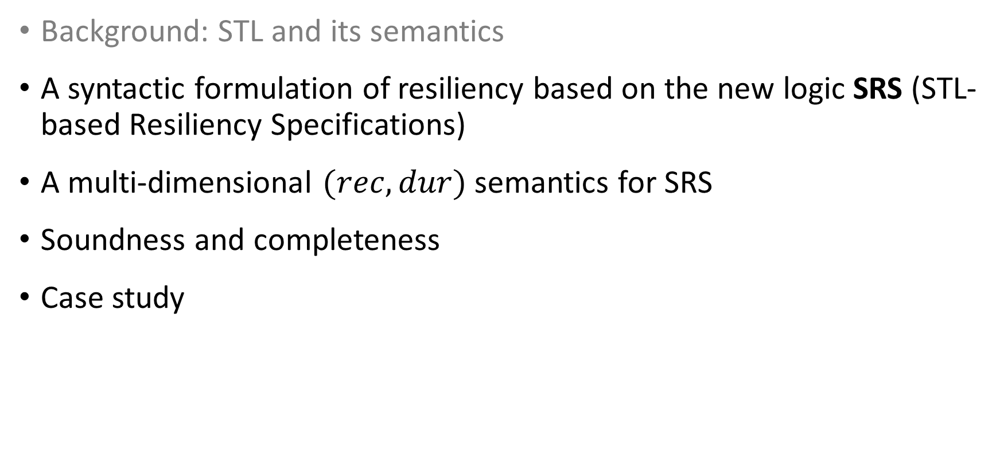 • Background: STL and its semantics
• A syntactic formulation of resiliency based on the new logic SRS (STL-
based Resiliency Specifications)
• A multi-dimensional (rec, dur) semantics for SRS
• Soundness and completeness
• Case study